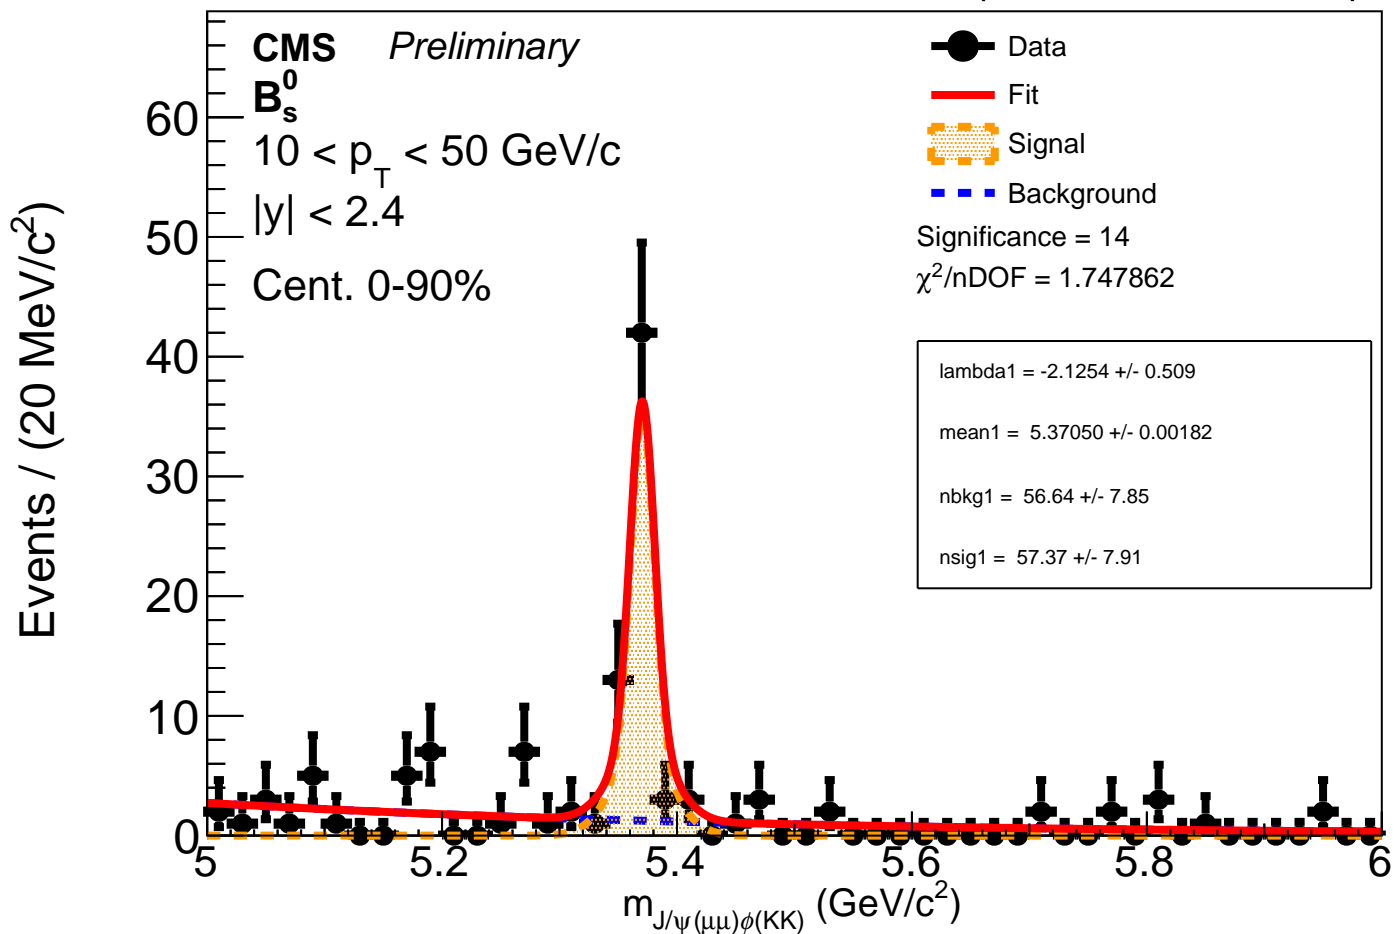 CMS Preliminary
B_s^0
10 < p_T < 50 GeV/c
|y| < 2.4
Cent. 0-90%
Data
Fit
Signal
Background
Significance = 14
χ²/nDOF = 1.747862
lambda1 = -2.1254 +/- 0.509
mean1 = 5.37050 +/- 0.00182
nbkg1 = 56.64 +/- 7.85
nsig1 = 57.37 +/- 7.91
Events / (20 MeV/c²)
60
50
40
30
20
10
0
5 5.2 5.4 5.6 5.8 6
m_{J/ψ(μμ)ϕ(KK)} (GeV/c²)